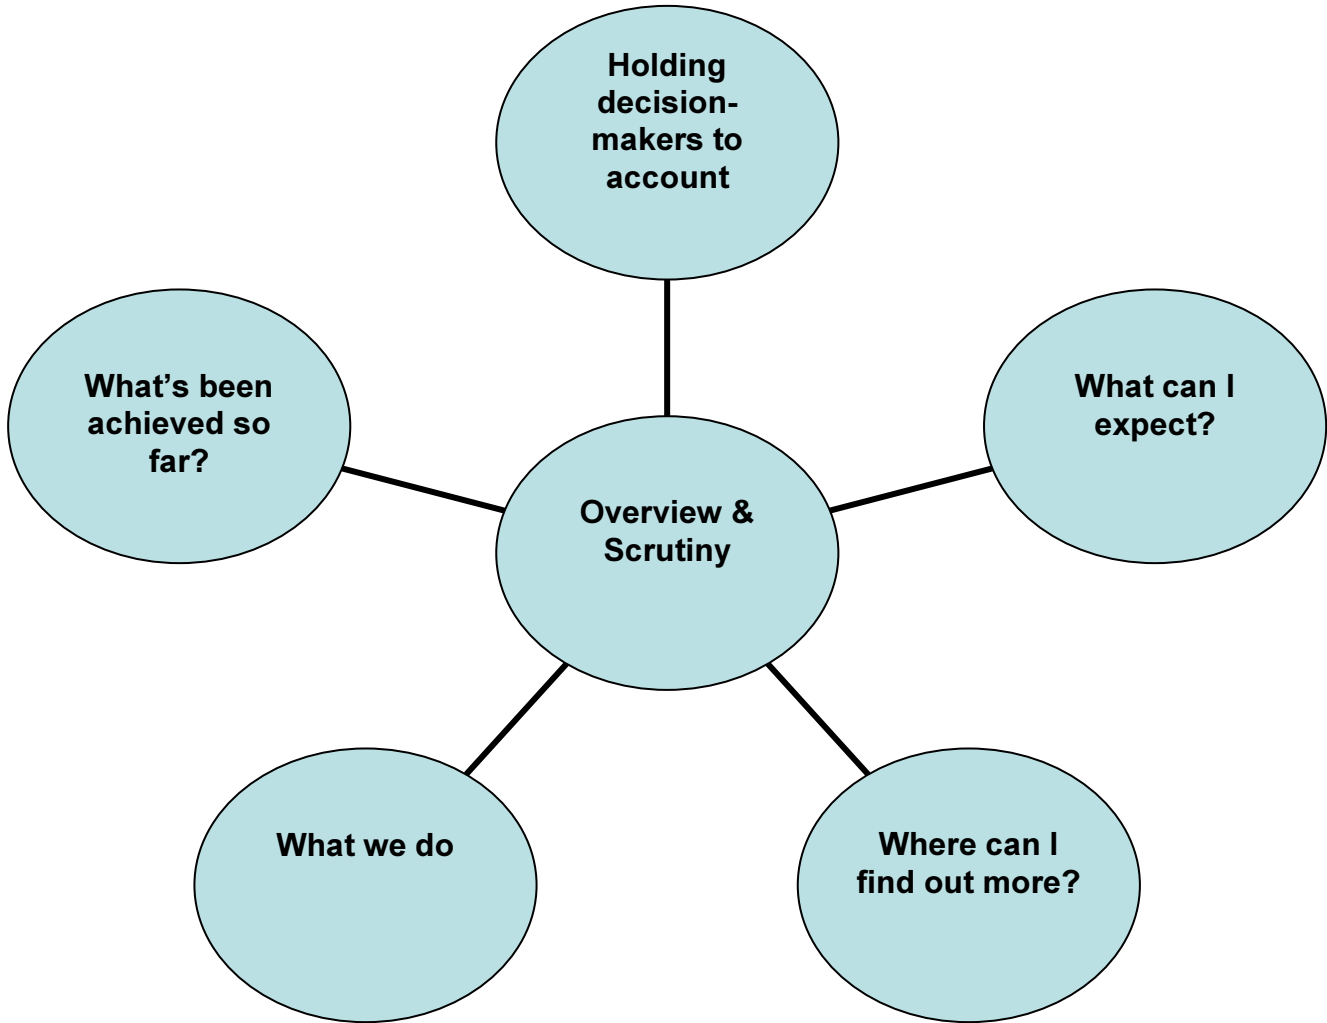 Holding
decision-
makers to
account
What’s been
achieved so
far?
What can I
expect?
Overview &
Scrutiny
What we do
Where can I
find out more?